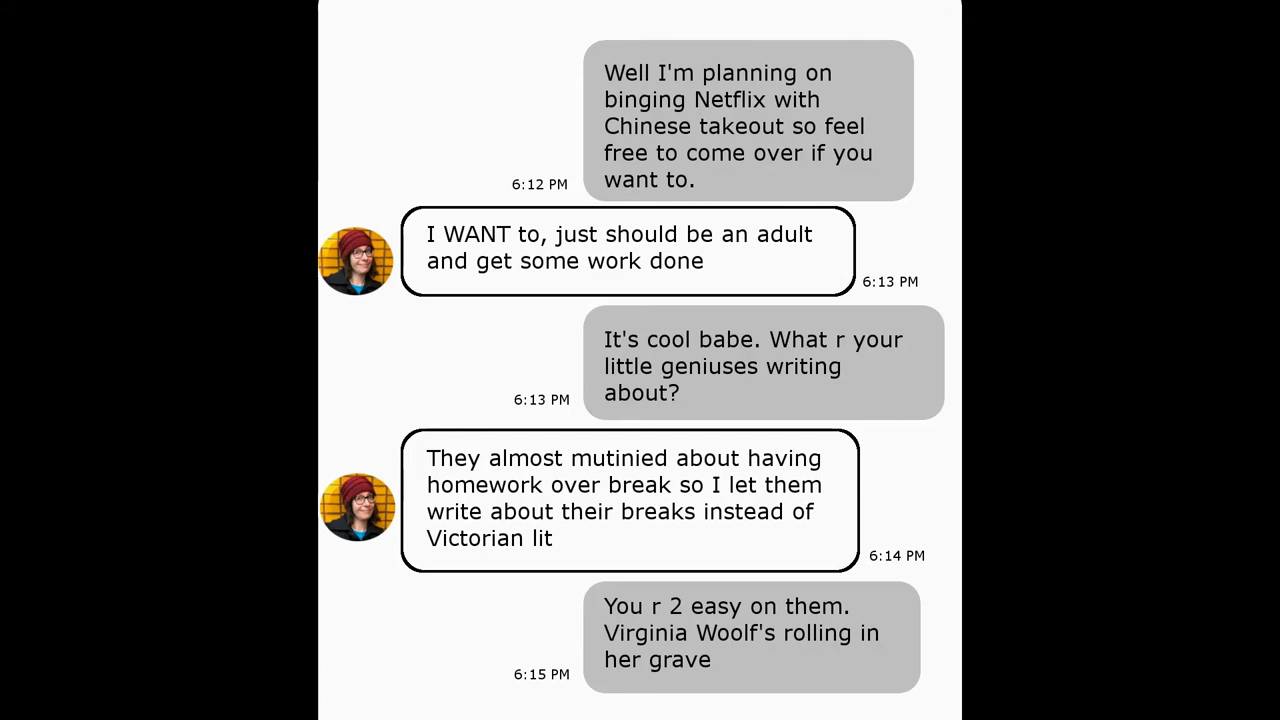 Well I'm planning on
binging Netflix with
Chinese takeout so feel
free to come over if you
want to.
6:12 PM
I WANT to, just should be an adult
and get some work done
6:13 PM
It's cool babe. What r your
little geniuses writing
about?
6:13 PM
They almost mutinied about having
homework over break so I let them
write about their breaks instead of
Victorian lit
6:14 PM
You r 2 easy on them.
Virginia Woolf's rolling in
her grave
6:15 PM